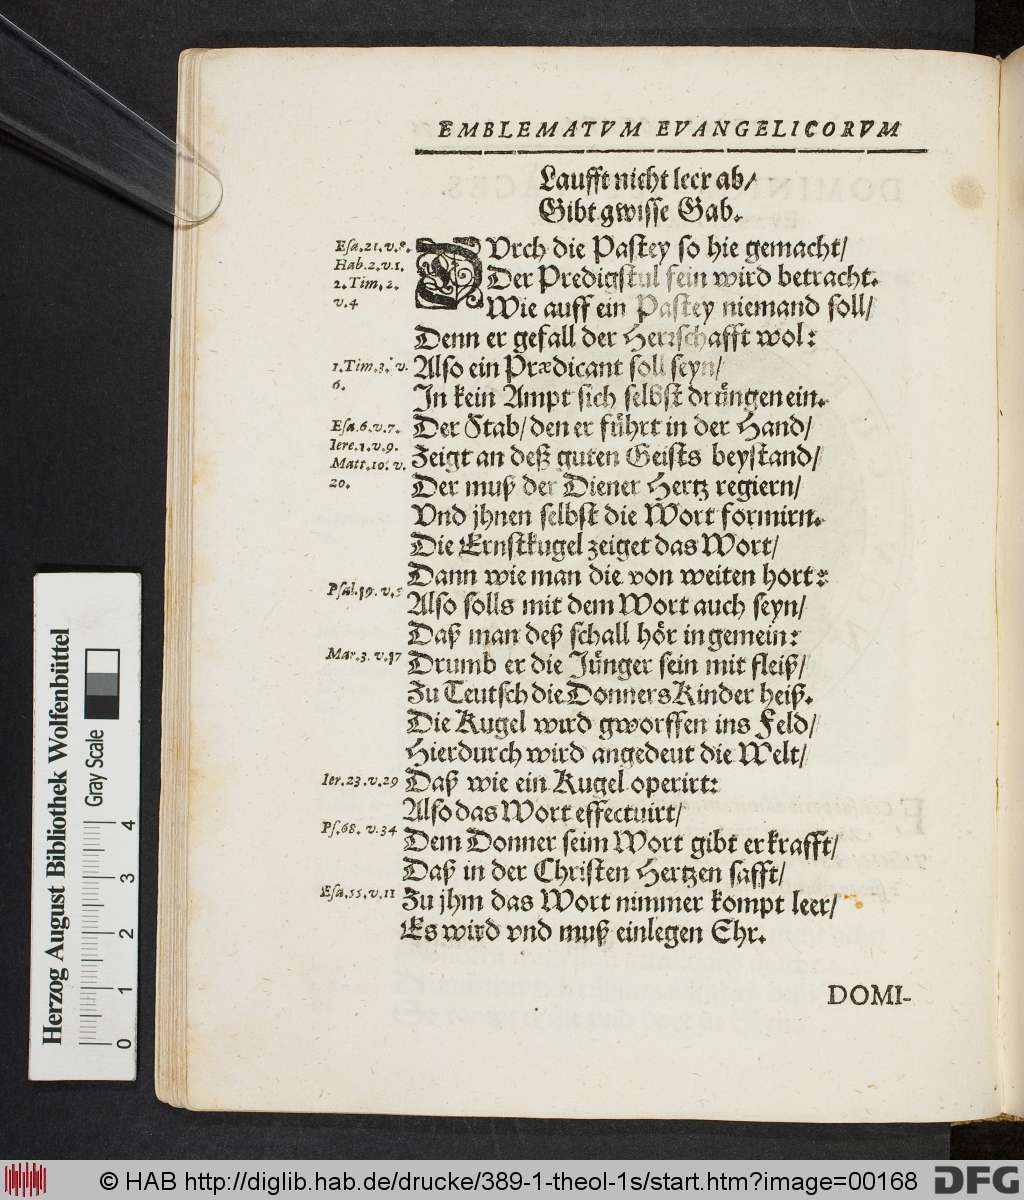 EMBLEMATVM EVANGELICORVM
Laufft nicht leer ab/
Gibt gwisse Gab.
Esa. 21. v. 8.
Hab. 2. v. 1.
2. Tim. 2.
v. 4
DVrch die Pastey so hie gemacht/
Der Predigstul fein wird betracht.
Wie auff ein Pastey niemand soll/
Denn er gefall der Herrschafft wol:
1. Tim. 3. v.
6.
Also ein Prædicant soll seyn/
In kein Ampt sich selbst drüngen ein.
Esa. 6. v. 7.
Iere. 1. v. 9.
Matt. 10. v.
20.
Der Stab/ den er führt in der Hand/
Zeigt an deß guten Geists beystand/
Der muß der Diener Hertz regiern/
Vnd jhnen selbst die Wort formirn.
Die Ernstkugel zeiget das Wort/
Dann wie man die von weiten hort:
Psal. 19. v. 5
Also solls mit dem Wort auch seyn/
Daß man deß schall hör in gemein:
Mar. 3. v. 17
Drumb er die Jünger sein mit fleiß/
Zu Teutsch die Donners Kinder heiß.
Die Kugel wird gworffen ins Feld/
Hierdurch wird angedeut die Welt/
Ier. 23. v. 29
Daß wie ein Kugel operirt:
Also das Wort effectuirt/
Ps. 68. v. 34
Dem Donner seim Wort gibt er krafft/
Daß in der Christen Hertzen safft/
Esa. 55. v. 11
Zu jhm das Wort nimmer kompt leer/
Es wird vnd muß einlegen Ehr.
DOMI-
Herzog August Bibliothek Wolfenbüttel
Gray Scale
0 1 2 3 4
© HAB http://diglib.hab.de/drucke/389-1-theol-1s/start.htm?image=00168
DFG